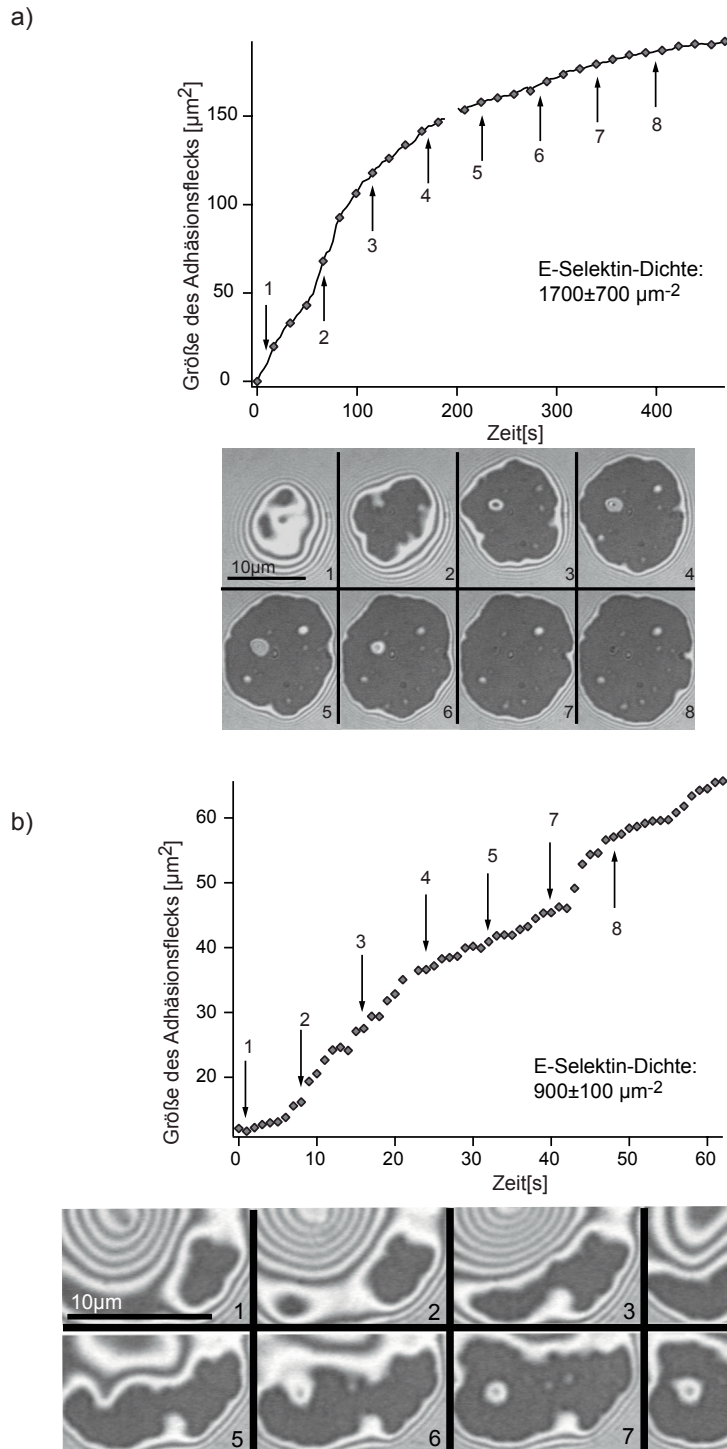 a)
Größe des Adhäsionsflecks [µm²]
150
100
50
0
1
2
3
4
5
6
7
8
E-Selektin-Dichte:
1700±700 µm⁻²
0 100 200 300 400
Zeit[s]
10µm
1 2 3 4
5 6 7 8
b)
Größe des Adhäsionsflecks [µm²]
60
50
40
30
20
1
2
3
4
5
7
8
E-Selektin-Dichte:
900±100 µm⁻²
0 10 20 30 40 50 60
Zeit[s]
10µm
1 2 3
5 6 7